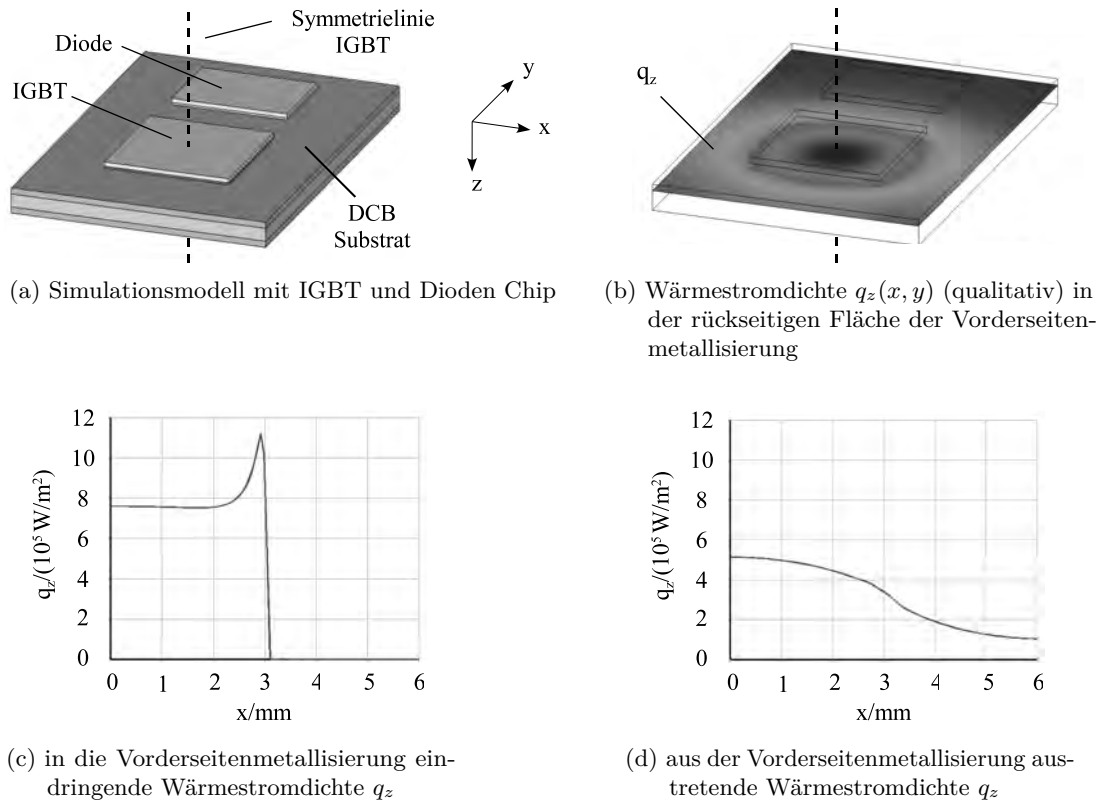 Symmetrielinie
IGBT
Diode
IGBT
y
x
z
DCB
Substrat
(a) Simulationsmodell mit IGBT und Dioden Chip
q_z
(b) Wärmestromdichte q_z(x, y) (qualitativ) in
der rückseitigen Fläche der Vorderseiten-
metallisierung
q_z/(10^5 W/m^2)
12
10
8
6
4
2
0
0 1 2 3 4 5 6
x/mm
(c) in die Vorderseitenmetallisierung ein-
dringende Wärmestromdichte q_z
q_z/(10^5 W/m^2)
12
10
8
6
4
2
0
0 1 2 3 4 5 6
x/mm
(d) aus der Vorderseitenmetallisierung aus-
tretende Wärmestromdichte q_z